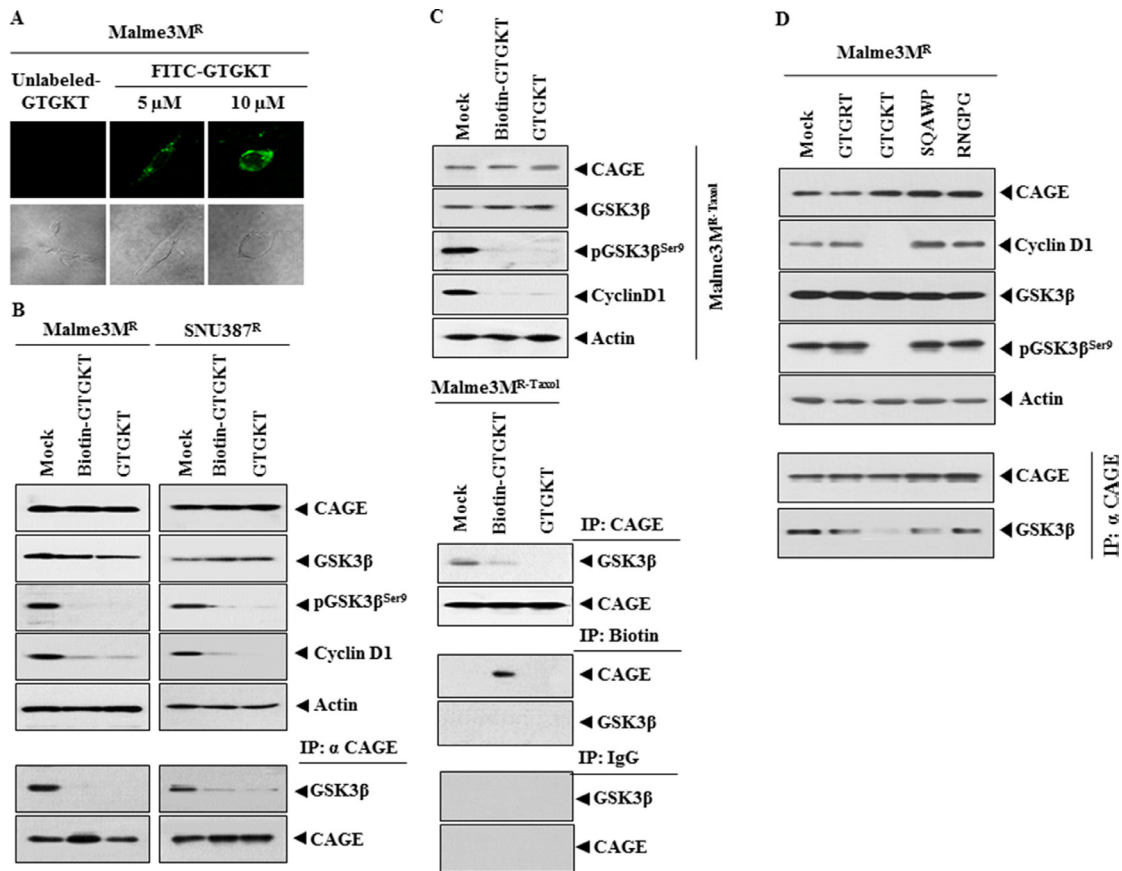 A
Malme3MR
Unlabeled-
GTGKT
FITC-GTGKT
5 µM
10 µM
B
Malme3MR
SNU387R
Mock
Biotin-GTGKT
GTGKT
Mock
Biotin-GTGKT
GTGKT
CAGE
GSK3β
pGSK3βSer9
Cyclin D1
Actin
IP: α CAGE
GSK3β
CAGE
C
Mock
Biotin-GTGKT
GTGKT
CAGE
GSK3β
pGSK3βSer9
CyclinD1
Actin
Malme3MR-Taxol
Malme3MR-Taxol
Mock
Biotin-GTGKT
GTGKT
IP: CAGE
GSK3β
CAGE
IP: Biotin
CAGE
GSK3β
IP: IgG
GSK3β
CAGE
D
Malme3MR
Mock
GTGRT
GTGKT
SQAWP
RNGPG
CAGE
Cyclin D1
GSK3β
pGSK3βSer9
Actin
CAGE
GSK3β
IP: α CAGE